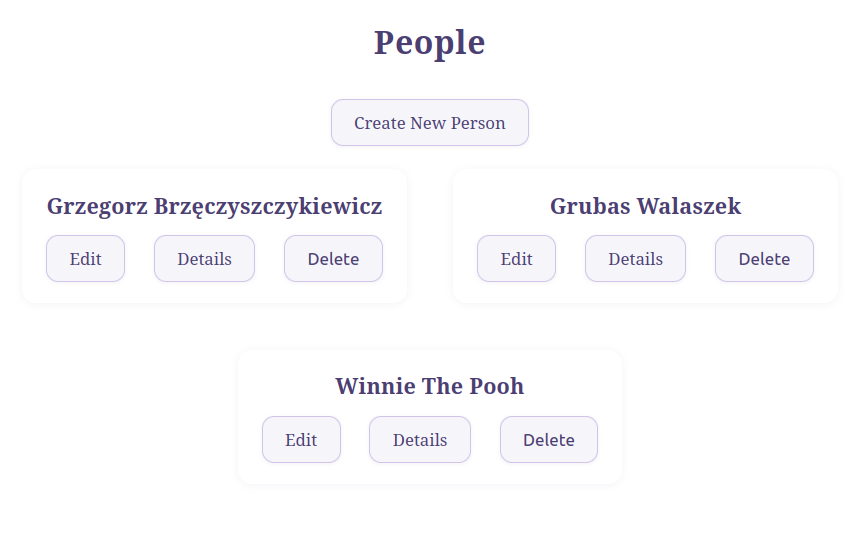 People
Create New Person
Grzegorz Brzęczyszczykiewicz
Edit Details Delete
Grubas Walaszek
Edit Details Delete
Winnie The Pooh
Edit Details Delete